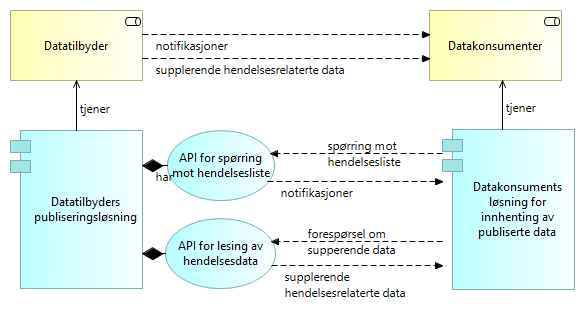 Datatilbyder
notifikasjoner
supplerende hendelsesrelaterte data
Datakonsumenter
tjener
tjener
Datatilbyders
publiseringsløsning
har
API for spørring
mot hendelsesliste
spørring mot
hendelsesliste
notifikasjoner
API for lesing av
hendelsesdata
forespørsel om
supperende data
supplerende
hendelsesrelaterte data
Datakonsuments
løsning for
innhenting av
publiserte data